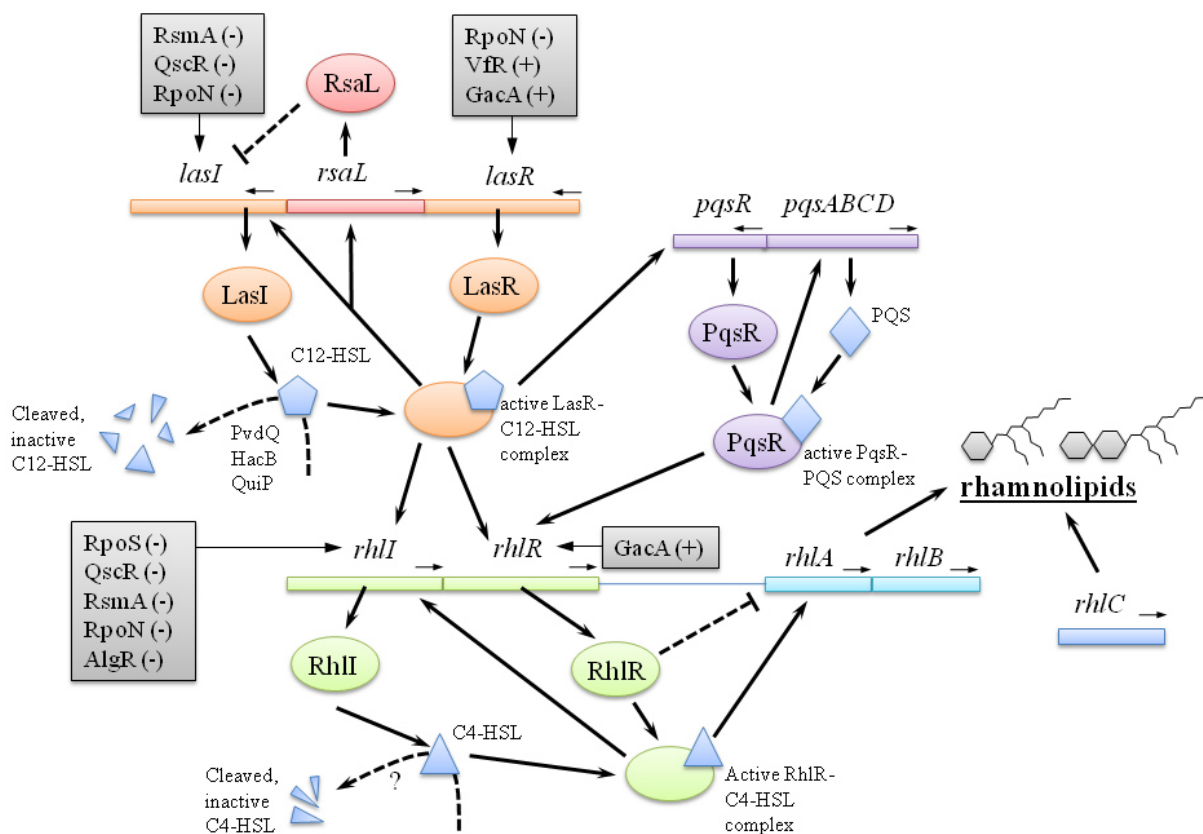 RsmA (-)
QscR (-)
RpoN (-)
RsaL
RpoN (-)
VfR (+)
GacA (+)
lasI
rsaL
lasR
pqsR
pqsABCD
LasI
LasR
PqsR
PQS
C12-HSL
Cleaved,
inactive
C12-HSL
PvdQ
HacB
QuiP
active LasR-
C12-HSL
complex
PqsR
active PqsR-
PQS complex
rhamnolipids
RpoS (-)
QscR (-)
RsmA (-)
RpoN (-)
AlgR (-)
rhlI
rhlR
GacA (+)
rhlA
rhlB
rhlC
RhlI
RhlR
C4-HSL
?
Cleaved,
inactive
C4-HSL
Active RhlR-
C4-HSL
complex